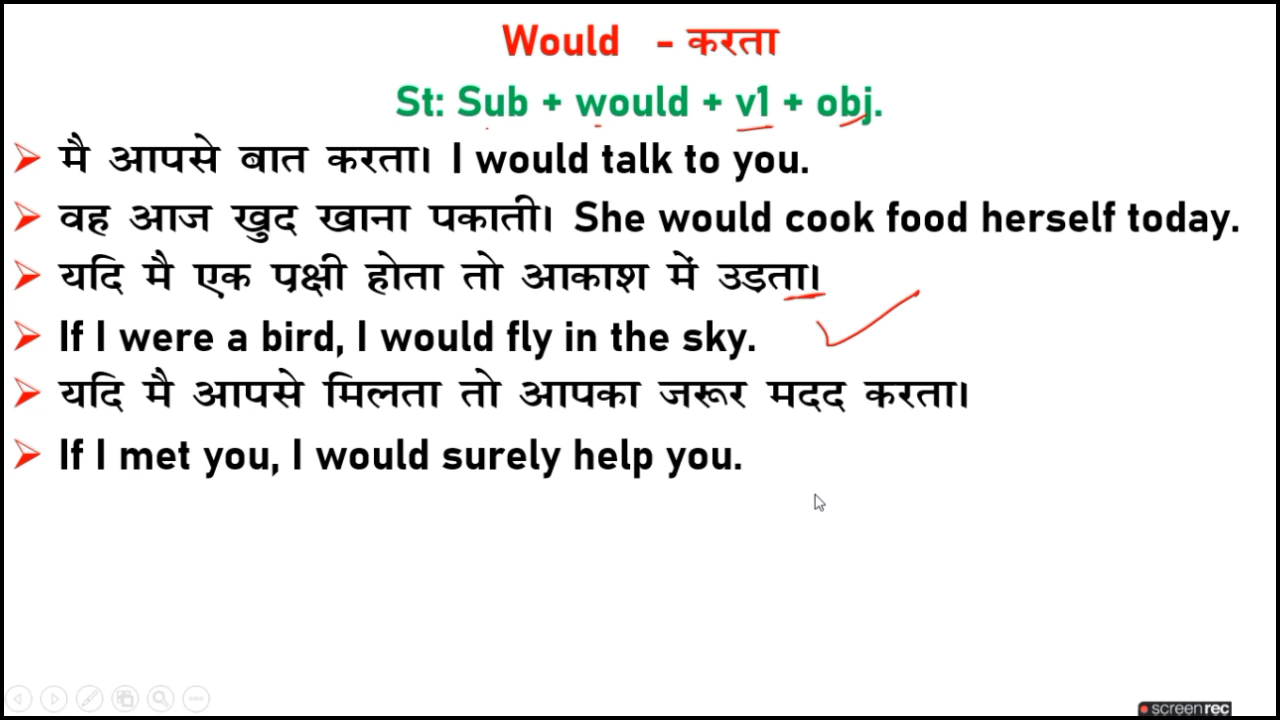 Would - करता
St: Sub + would + v1 + obj.
मै आपसे बात करता। I would talk to you.
वह आज खुद खाना पकाती। She would cook food herself today.
यदि मै एक पक्षी होता तो आकाश में उड़ता।
If I were a bird, I would fly in the sky.
यदि मै आपसे मिलता तो आपका जरूर मदद करता।
If I met you, I would surely help you.
screenrec